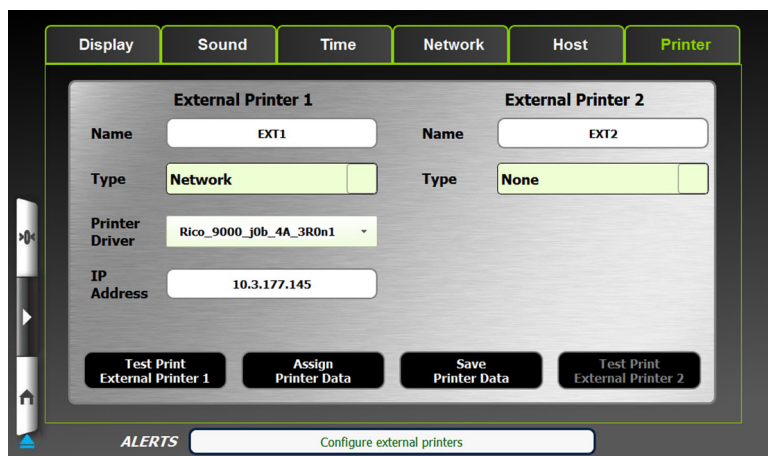 Display Sound Time Network Host Printer
External Printer 1 External Printer 2
Name EXT1 Name EXT2
Type Network Type None
Printer
Driver
Rico_9000_j0b_4A_3R0n1
IP
Address
10.3.177.145
Test Print
External Printer 1
Assign
Printer Data
Save
Printer Data
Test Print
External Printer 2
>0<
ALERTS Configure external printers